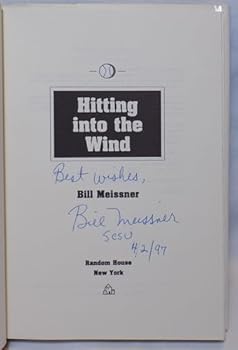 Hitting
into the
Wind
Best wishes,
Bill Meissner
Bill Meissner
SCSU
4/2/97
Random House
New York